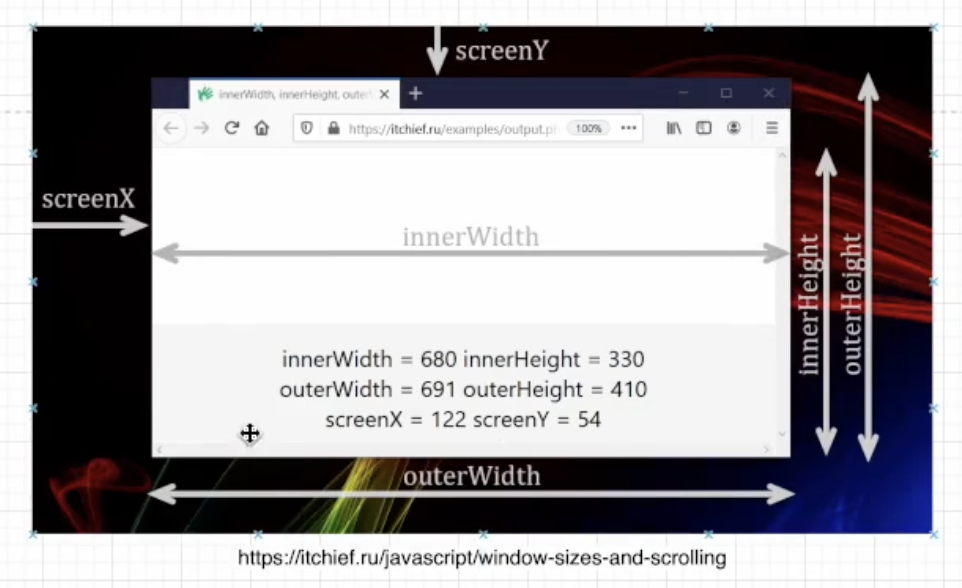 screenY
innerWidth, innerHeight, outer
https://itchief.ru/examples/output.p
100%
screenX
innerWidth
innerHeight
outerHeight
innerWidth = 680 innerHeight = 330
outerWidth = 691 outerHeight = 410
screenX = 122 screenY = 54
outerWidth
https://itchief.ru/javascript/window-sizes-and-scrolling